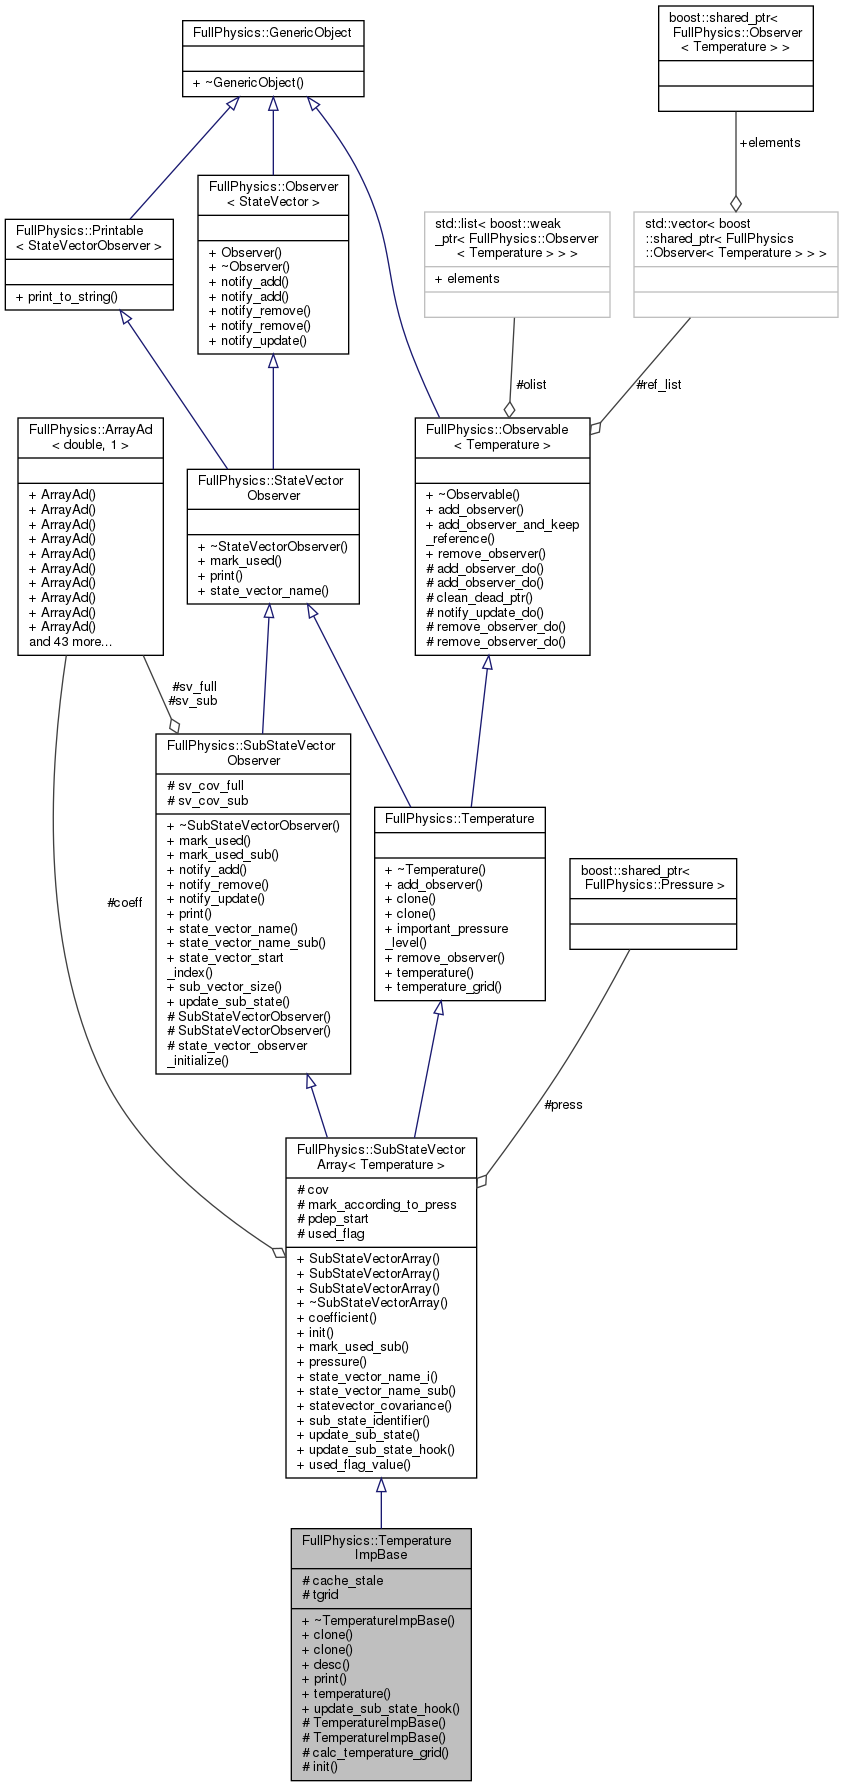 FullPhysics::GenericObject
+ ~GenericObject()
boost::shared_ptr<
FullPhysics::Observer
< Temperature > >
+elements
FullPhysics::Printable
< StateVectorObserver >
+ print_to_string()
FullPhysics::Observer
< StateVector >
+ Observer()
+ ~Observer()
+ notify_add()
+ notify_add()
+ notify_remove()
+ notify_remove()
+ notify_update()
std::list< boost::weak
_ptr< FullPhysics::Observer
< Temperature > > >
+ elements
std::vector< boost
::shared_ptr< FullPhysics
::Observer< Temperature > > >
#olist
#ref_list
FullPhysics::ArrayAd
< double, 1 >
+ ArrayAd()
+ ArrayAd()
+ ArrayAd()
+ ArrayAd()
+ ArrayAd()
+ ArrayAd()
+ ArrayAd()
+ ArrayAd()
+ ArrayAd()
+ ArrayAd()
and 43 more...
FullPhysics::StateVector
Observer
+ ~StateVectorObserver()
+ mark_used()
+ print()
+ state_vector_name()
FullPhysics::Observable
< Temperature >
+ ~Observable()
+ add_observer()
+ add_observer_and_keep
_reference()
+ remove_observer()
# add_observer_do()
# add_observer_do()
# clean_dead_ptr()
# notify_update_do()
# remove_observer_do()
# remove_observer_do()
#sv_full
#sv_sub
FullPhysics::SubStateVector
Observer
# sv_cov_full
# sv_cov_sub
+ ~SubStateVectorObserver()
+ mark_used()
+ mark_used_sub()
+ notify_add()
+ notify_remove()
+ notify_update()
+ print()
+ state_vector_name()
+ state_vector_name_sub()
+ state_vector_start
_index()
+ sub_vector_size()
+ update_sub_state()
# SubStateVectorObserver()
# SubStateVectorObserver()
# state_vector_observer
_initialize()
FullPhysics::Temperature
+ ~Temperature()
+ add_observer()
+ clone()
+ clone()
+ important_pressure
_level()
+ remove_observer()
+ temperature()
+ temperature_grid()
boost::shared_ptr<
FullPhysics::Pressure >
#coeff
#press
FullPhysics::SubStateVector
Array< Temperature >
# cov
# mark_according_to_press
# pdep_start
# used_flag
+ SubStateVectorArray()
+ SubStateVectorArray()
+ SubStateVectorArray()
+ ~SubStateVectorArray()
+ coefficient()
+ init()
+ mark_used_sub()
+ pressure()
+ state_vector_name_i()
+ state_vector_name_sub()
+ statevector_covariance()
+ sub_state_identifier()
+ update_sub_state()
+ update_sub_state_hook()
+ used_flag_value()
FullPhysics::Temperature
ImpBase
# cache_stale
# tgrid
+ ~TemperatureImpBase()
+ clone()
+ clone()
+ desc()
+ print()
+ temperature()
+ update_sub_state_hook()
# TemperatureImpBase()
# TemperatureImpBase()
# calc_temperature_grid()
# init()